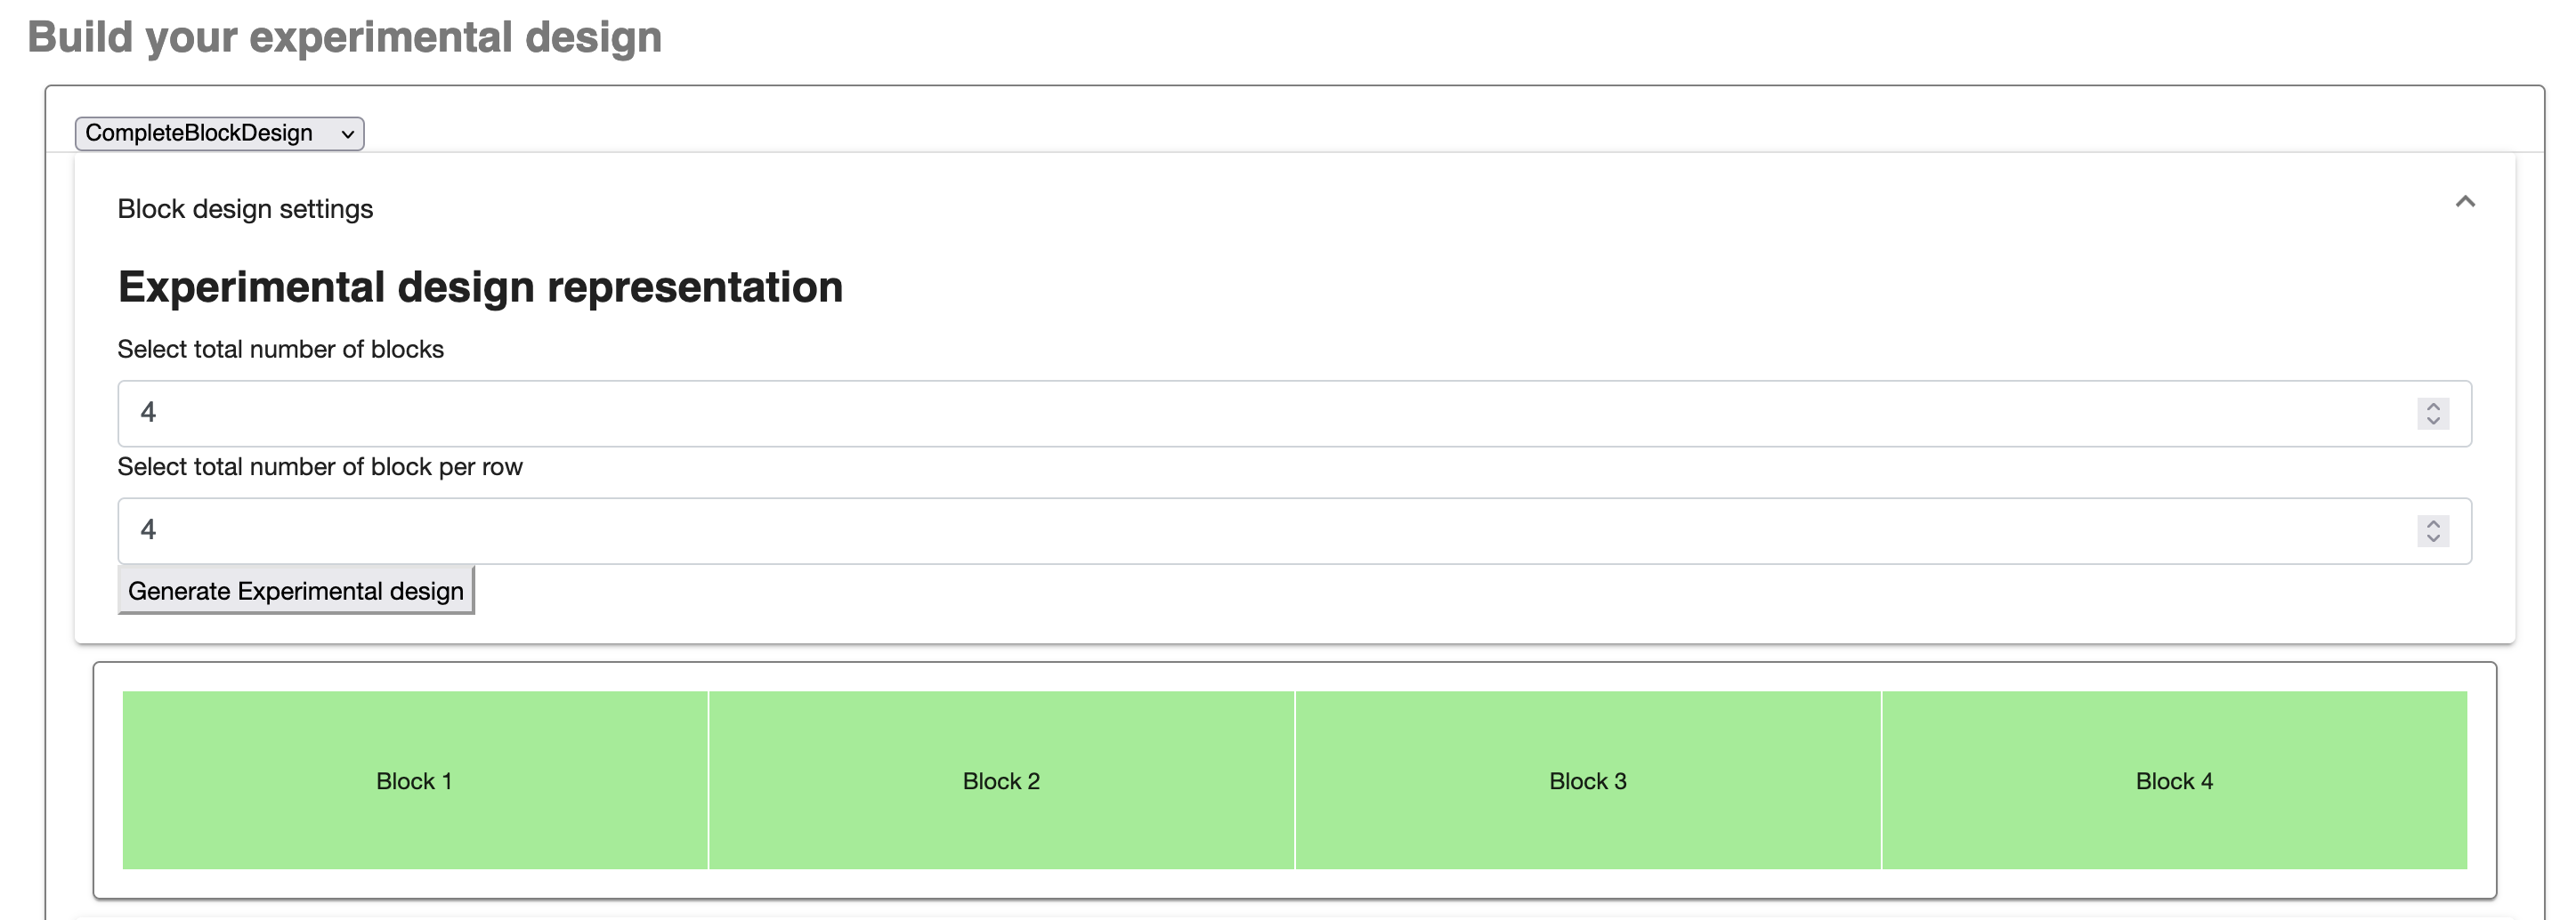 Build your experimental design
CompleteBlockDesign
Block design settings
Experimental design representation
Select total number of blocks
4
Select total number of block per row
4
Generate Experimental design
Block 1 Block 2 Block 3 Block 4